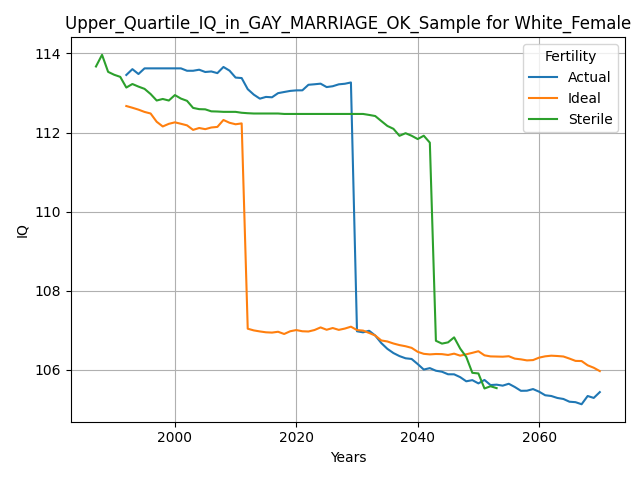 Upper_Quartile_IQ_in_GAY_MARRIAGE_OK_Sample for White_Female
114
112
110
108
106
IQ
Fertility
Actual
Ideal
Sterile
2000
2020
2040
2060
Years